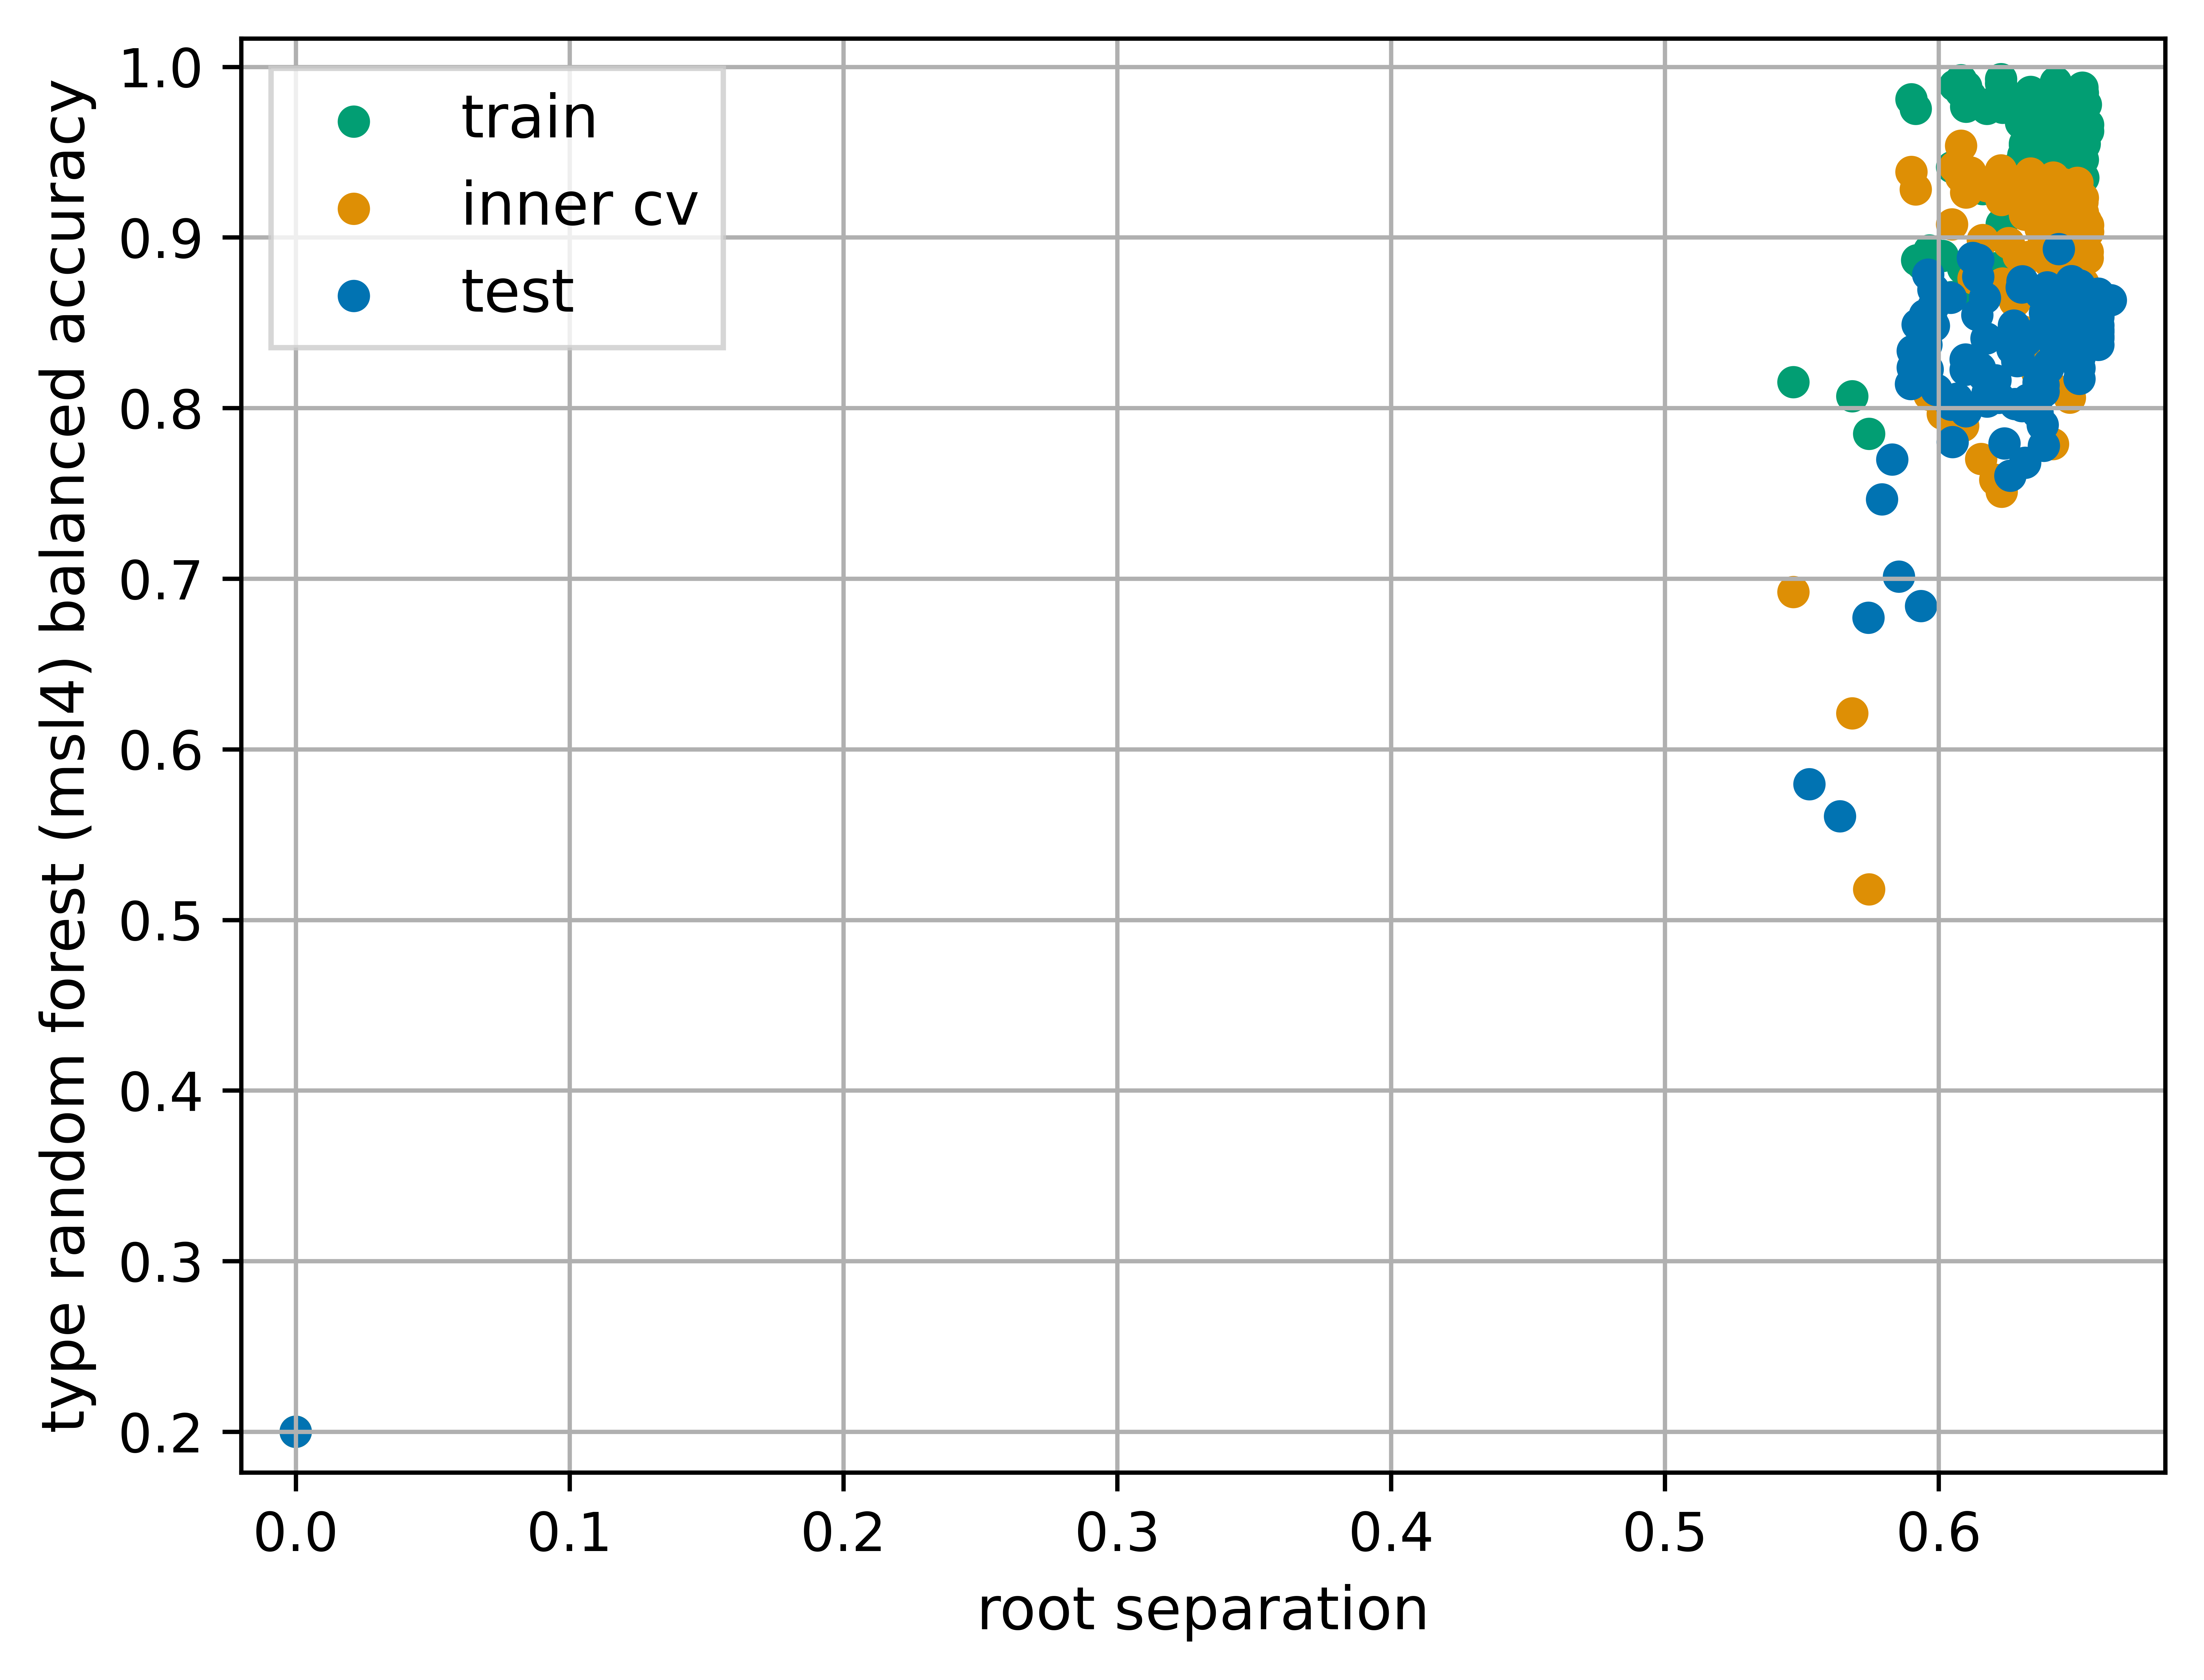 type random forest (msl4) balanced accuracy
1.0
0.9
0.8
0.7
0.6
0.5
0.4
0.3
0.2
train
inner cv
test
0.0 0.1 0.2 0.3 0.4 0.5 0.6
root separation